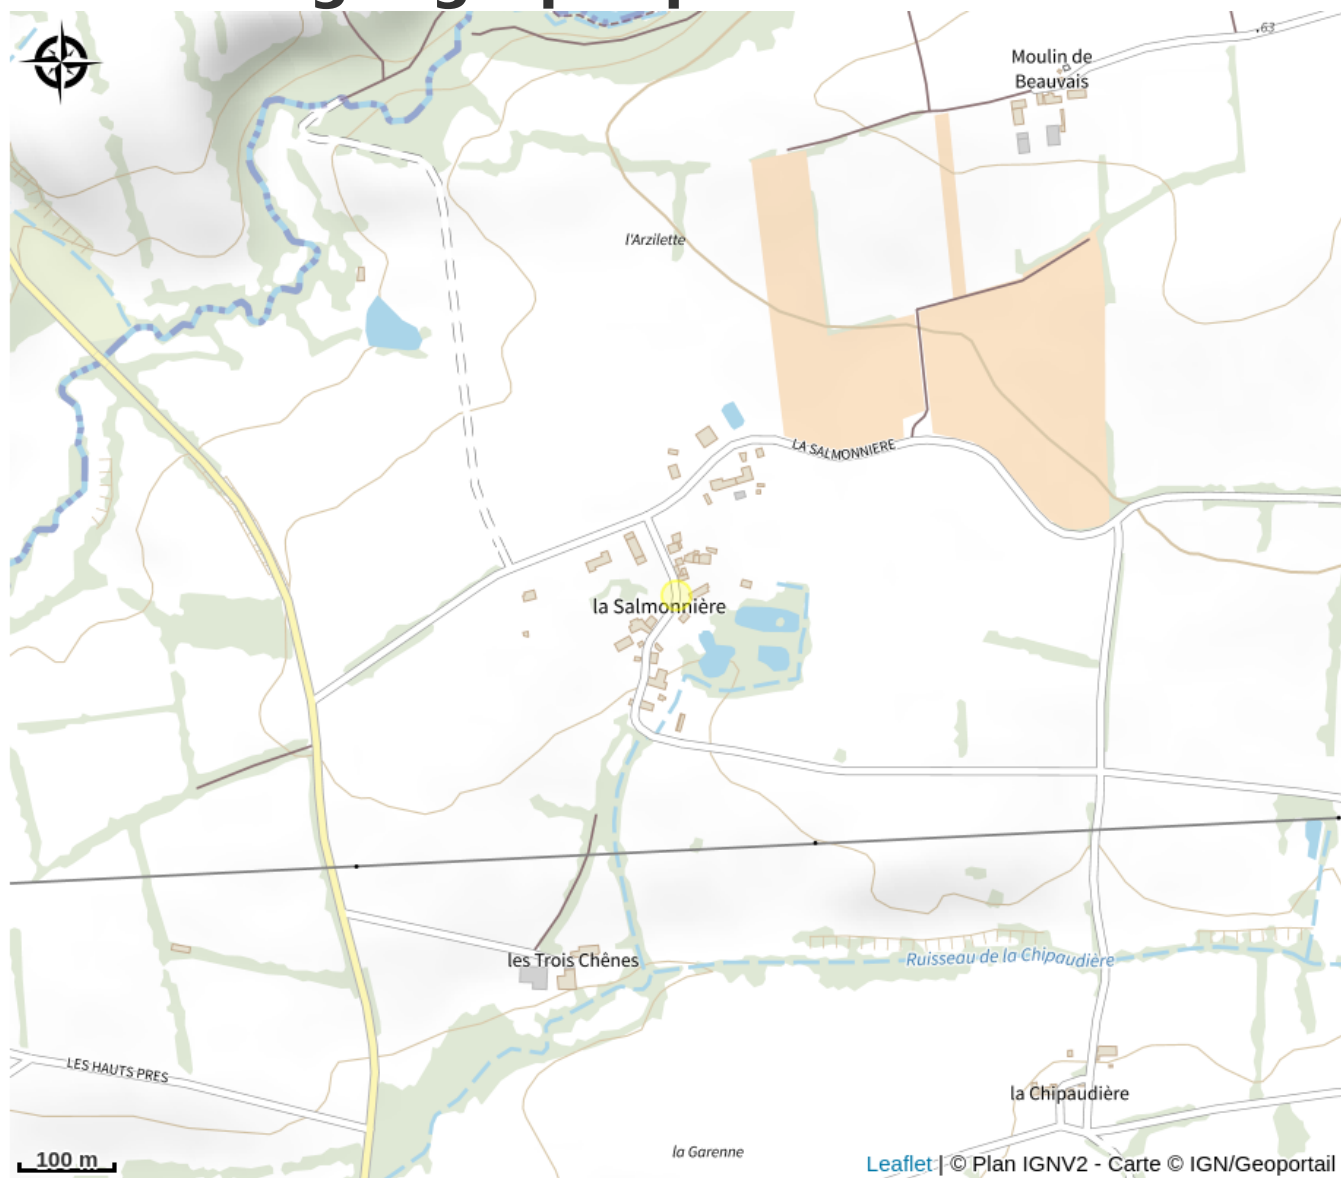 63
Moulin de
Beauvais
l'Arzilette
LA SALMONNIERE
la Salmonnière
les Trois Chênes
Ruisseau de la Chipaudière
LES HAUTS PRES
la Chipaudière
la Garenne
100 m
Leaflet | © Plan IGNV2 - Carte © IGN/Geoportail